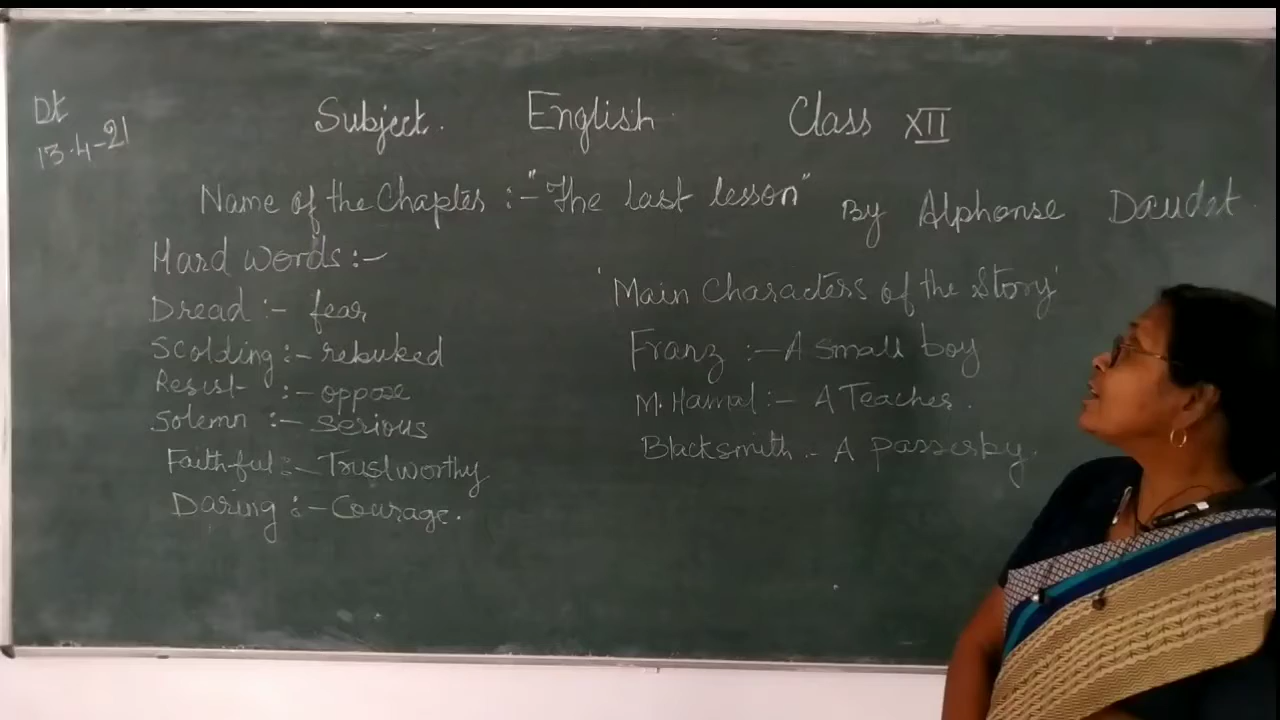 Dt
13.4-21
Subject. English. Class XII
Name of the Chapter :- "The last lesson" By Alphonse Daudet.
Hard words :-
Dread :- fear
Scolding :- rebuked
Resist :- oppose
Solemn :- Serious
Faithful :- Trustworthy
Daring :- Courage.
'Main Characters of the Story'
Franz :- A small boy
M. Hamal :- A Teacher.
Blacksmith :- A passerby.